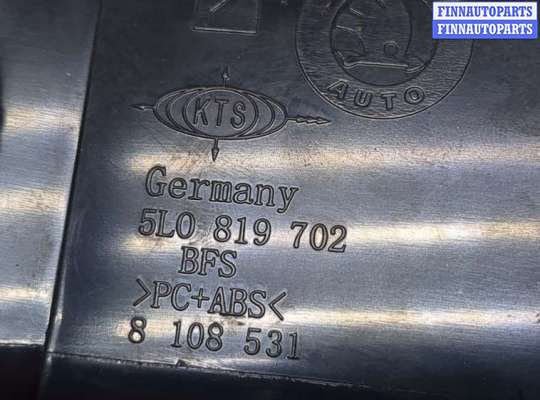 FINNAUTOPARTS
FINNAUTOPARTS
AUTO
KTS
Germany
5L0 819 702
BFS
>PC+ABS<
8 108 531